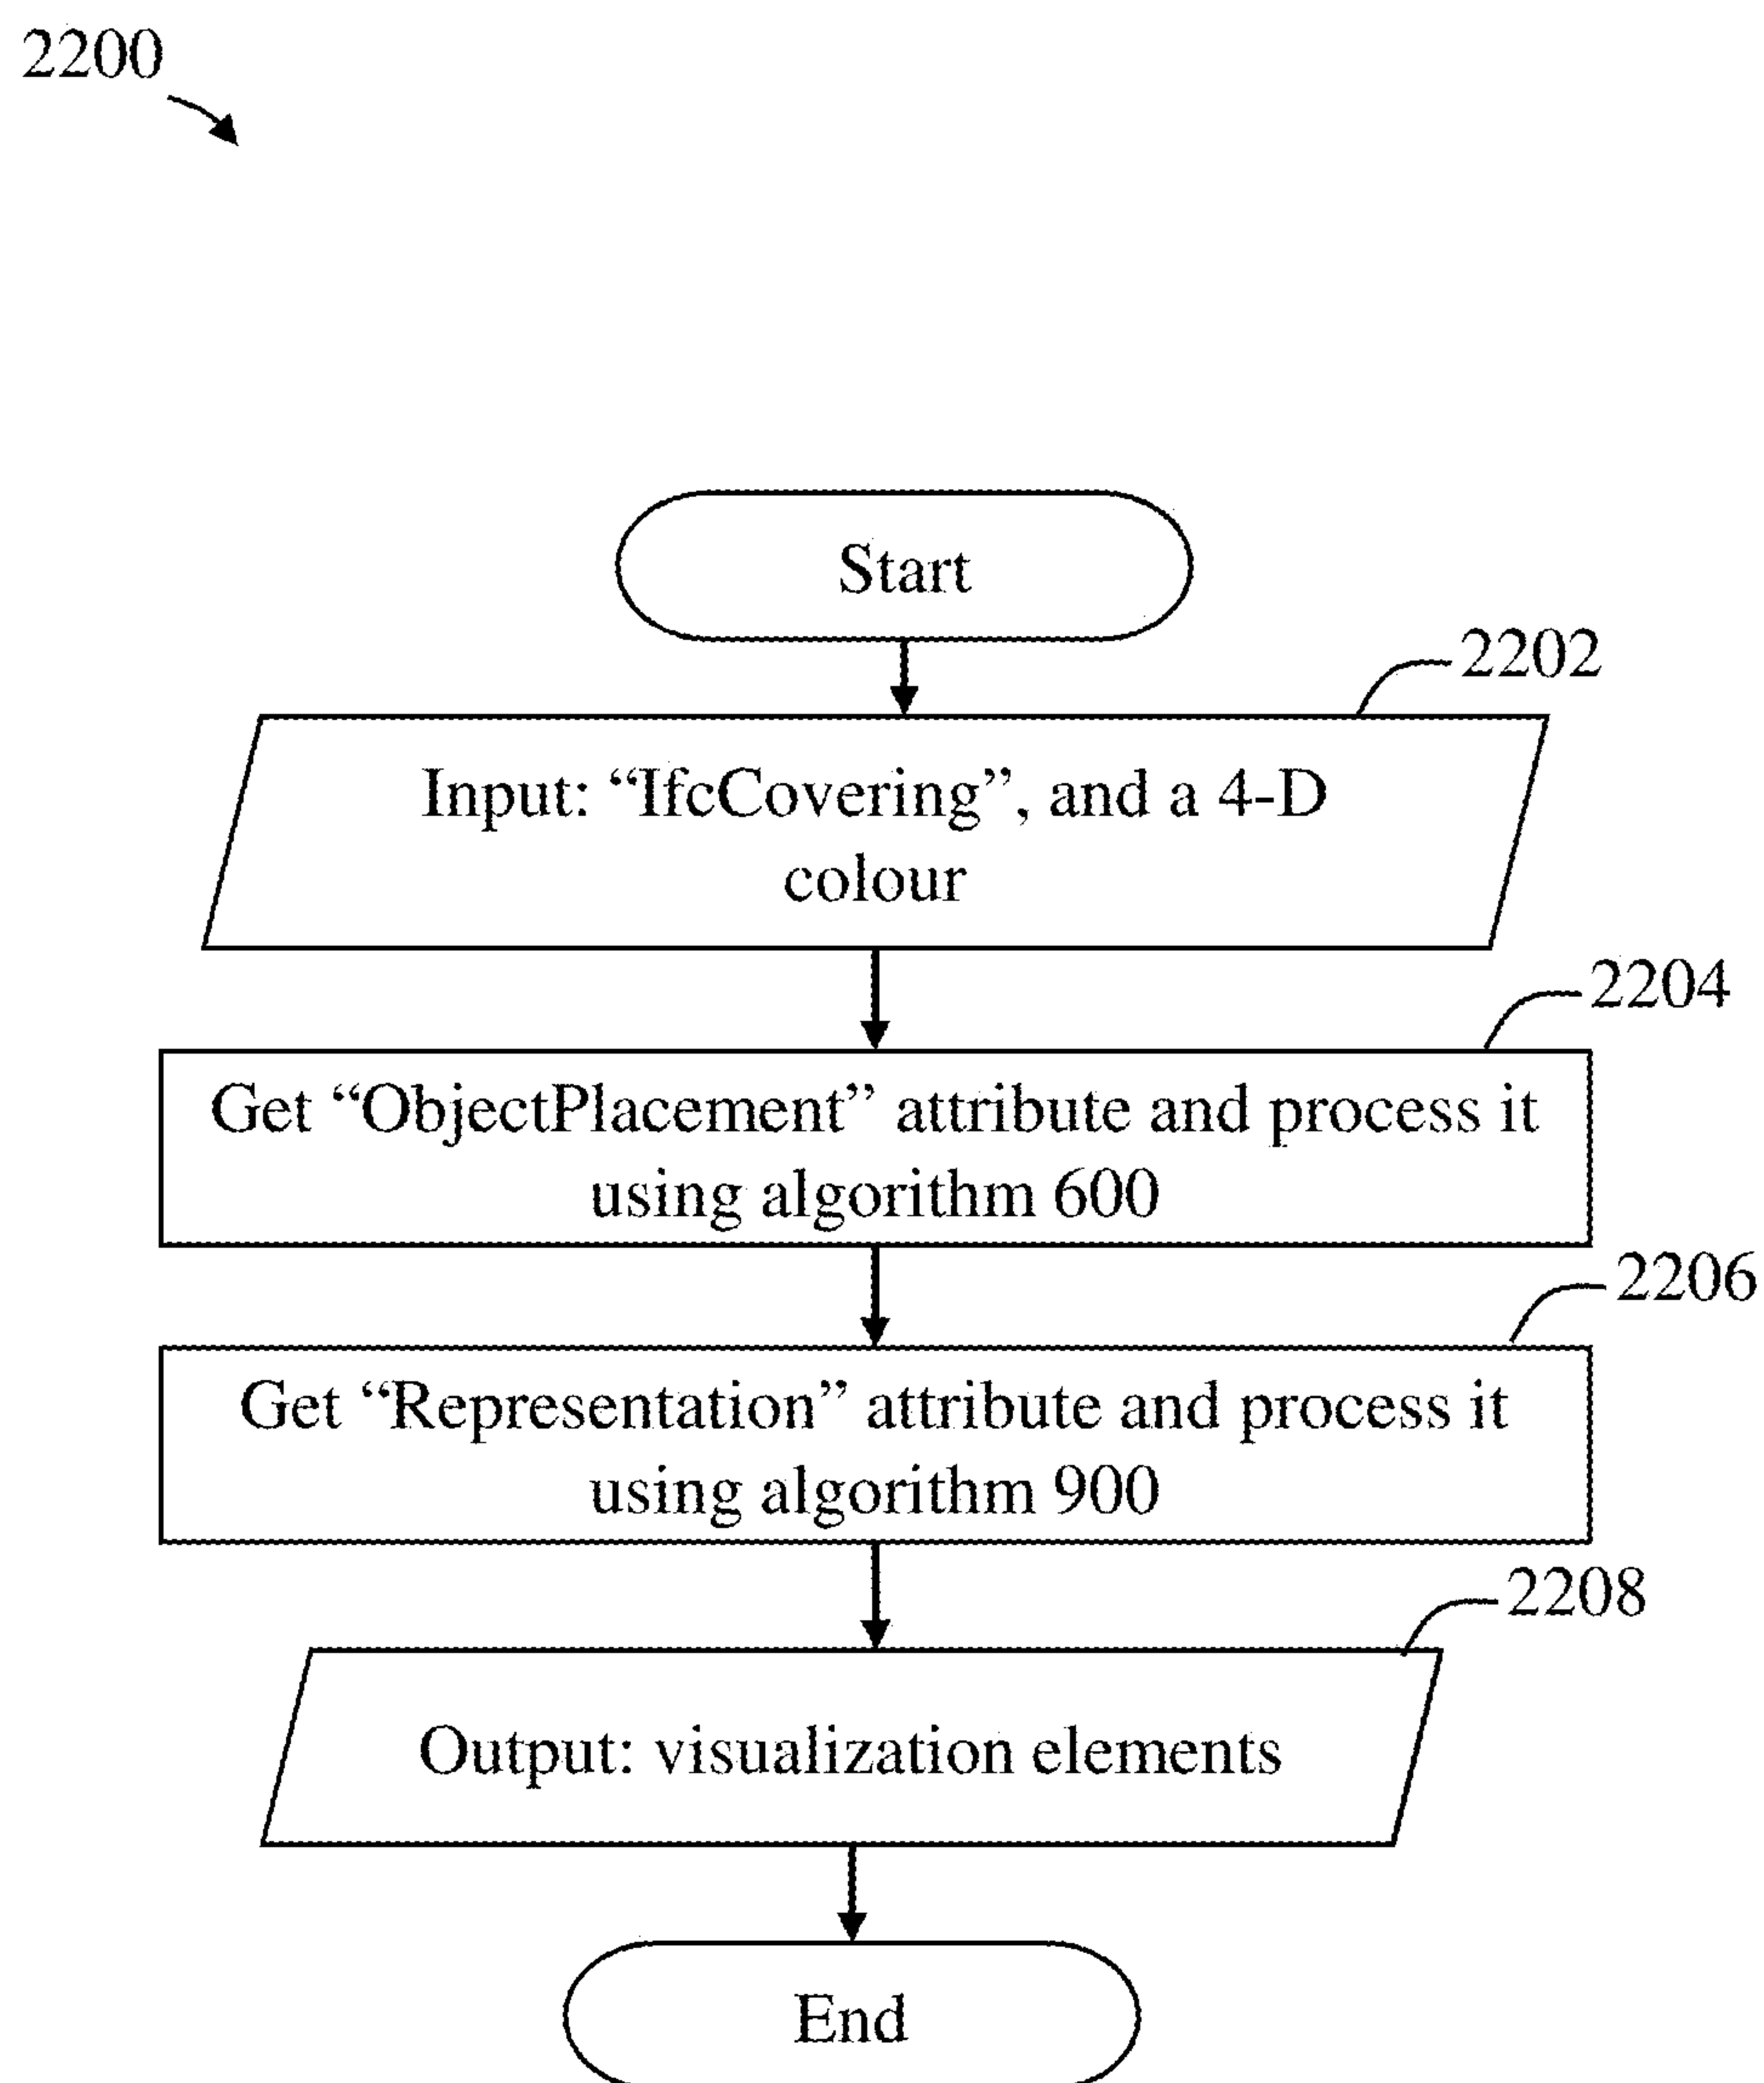 2200
Start
2202
Input: “IfcCovering”, and a 4-D
colour
2204
Get “ObjectPlacement” attribute and process it
using algorithm 600
2206
Get “Representation” attribute and process it
using algorithm 900
2208
Output: visualization elements
End